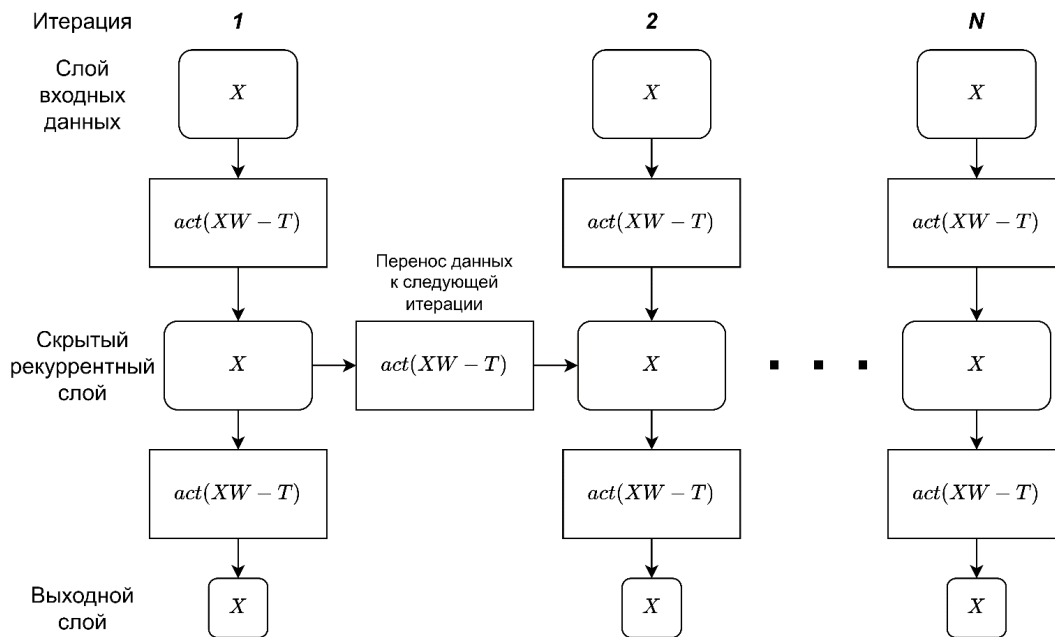 Итерация 1 2 N
Слой
входных
данных
X X X
act(XW − T) act(XW − T) act(XW − T)
Перенос данных
к следующей
итерации
Скрытый
рекуррентный
слой
X act(XW − T) X X
act(XW − T) act(XW − T) act(XW − T)
Выходной
слой
X X X